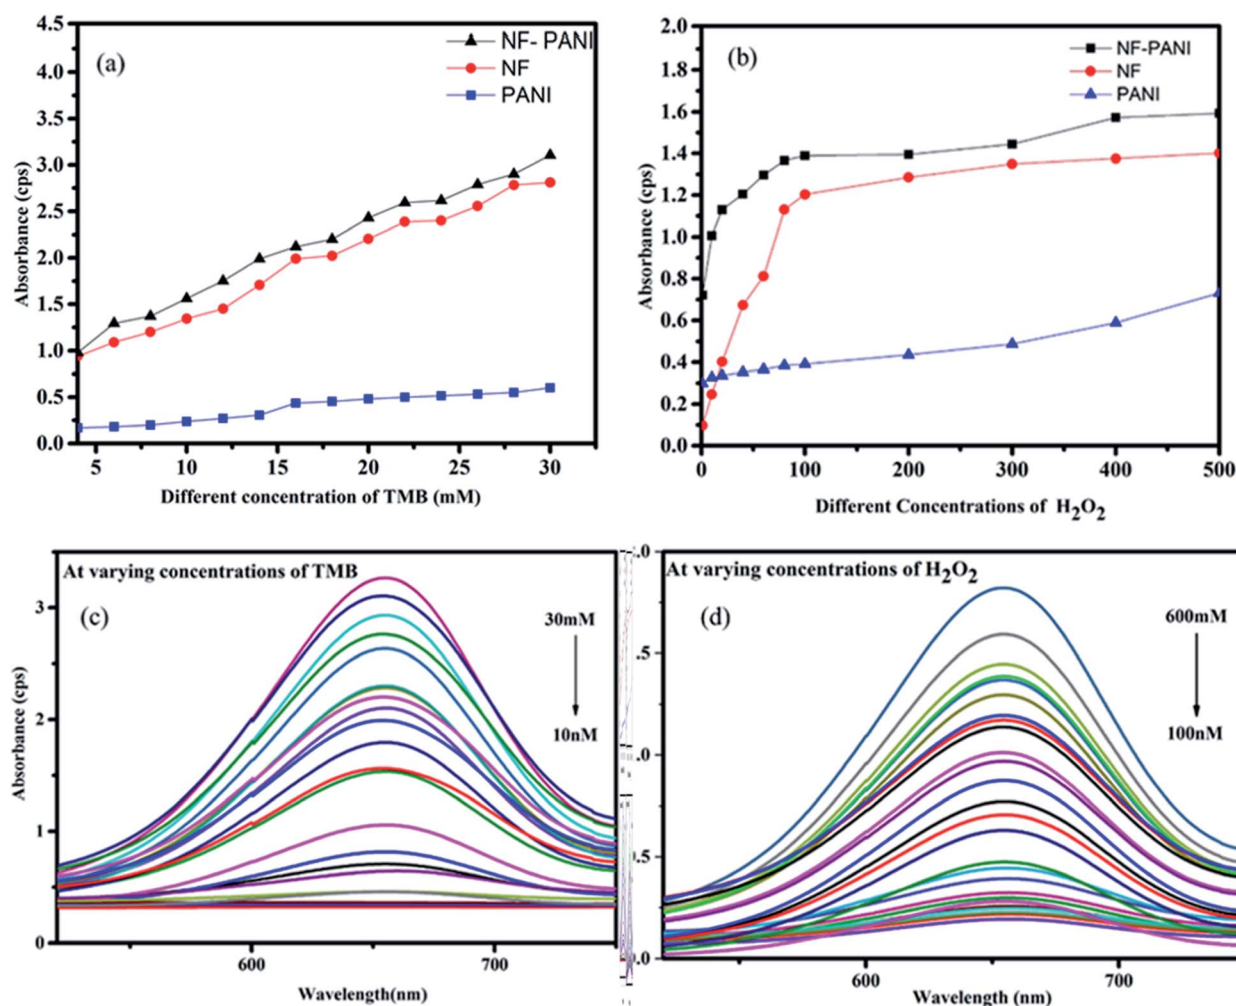 4.5
4.0
3.5
3.0
2.5
2.0
1.5
1.0
0.5
0.0
Absorbance (cps)
(a)
NF- PANI
NF
PANI
5 10 15 20 25 30
Different concentration of TMB (mM)
2.0
1.8
1.6
1.4
1.2
1.0
0.8
0.6
0.4
0.2
0.0
Absorbance (cps)
(b)
NF-PANI
NF
PANI
0 100 200 300 400 500
Different Concentrations of H₂O₂
3
2
1
0
Absorbance (cps)
At varying concentrations of TMB
(c)
30mM
10nM
600 700
Wavelength(nm)
.0
.5
.0
.5
.0
At varying concentrations of H₂O₂
(d)
600mM
100nM
600 700
Wavelength (nm)